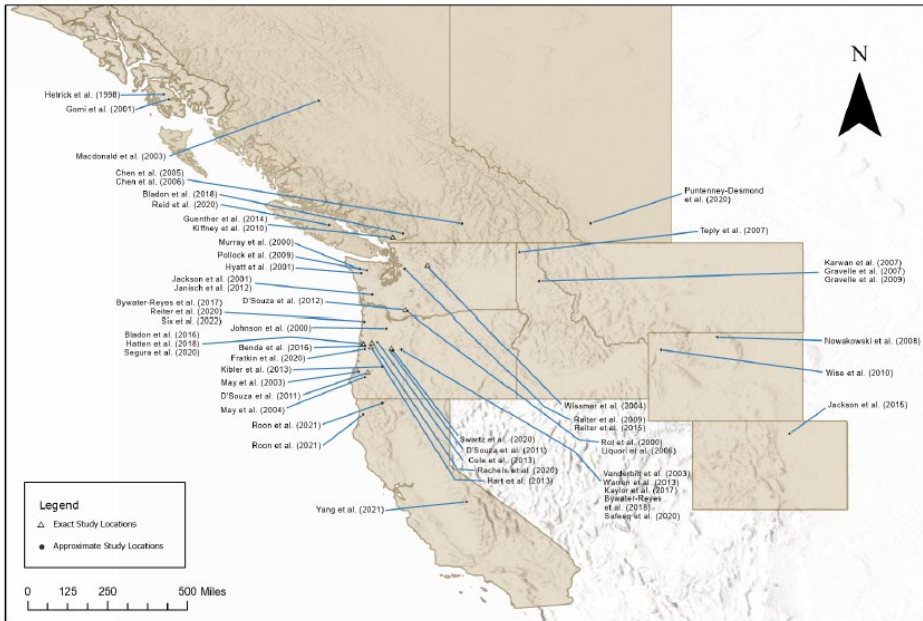 N
Hetrick et al. (1998)
Gomi et al. (2001)
Macdonald et al. (2003)
Chen et al. (2005)
Chen et al. (2006)
Bladon et al. (2018)
Reid et al. (2020)
Guenther et al. (2014)
Kiffney et al. (2010)
Murray et al. (2000)
Pollock et al. (2009)
Hyatt et al. (2001)
Jackson et al. (2001)
Janisch et al. (2012)
Bywater-Reyes et al. (2017)
Reiter et al. (2020)
Six et al. (2022)
D'Souza et al. (2012)
Johnson et al. (2000)
Bladon et al. (2016)
Hatten et al. (2018)
Segura et al. (2020)
Benda et al. (2016)
Fratkin et al. (2020)
Kibler et al. (2013)
May et al. (2003)
D'Souza et al. (2011)
May et al. (2004)
Roon et al. (2021)
Roon et al. (2021)
Yang et al. (2021)
Puntenney-Desmond
et al. (2020)
Teply et al. (2007)
Karwan et al. (2007)
Gravelle et al. (2007)
Gravelle et al. (2009)
Nowakowski et al. (2008)
Wise et al. (2010)
Jackson et al. (2015)
Wissmar et al. (2004)
Reiter et al. (2009)
Reiter et al. (2015)
Rot et al. (2000)
Liquori et al. (2006)
Swartz et al. (2020)
D'Souza et al. (2011)
Cole et al. (2013)
Rachels et al. (2020)
Hart et al. (2013)
Vanderbilt et al. (2003)
Warren et al. (2013)
Kaylor et al. (2017)
Bywater-Reyes
et al. (2018)
Safeeq et al. (2020)
Legend
Exact Study Locations
Approximate Study Locations
0 125 250 500 Miles